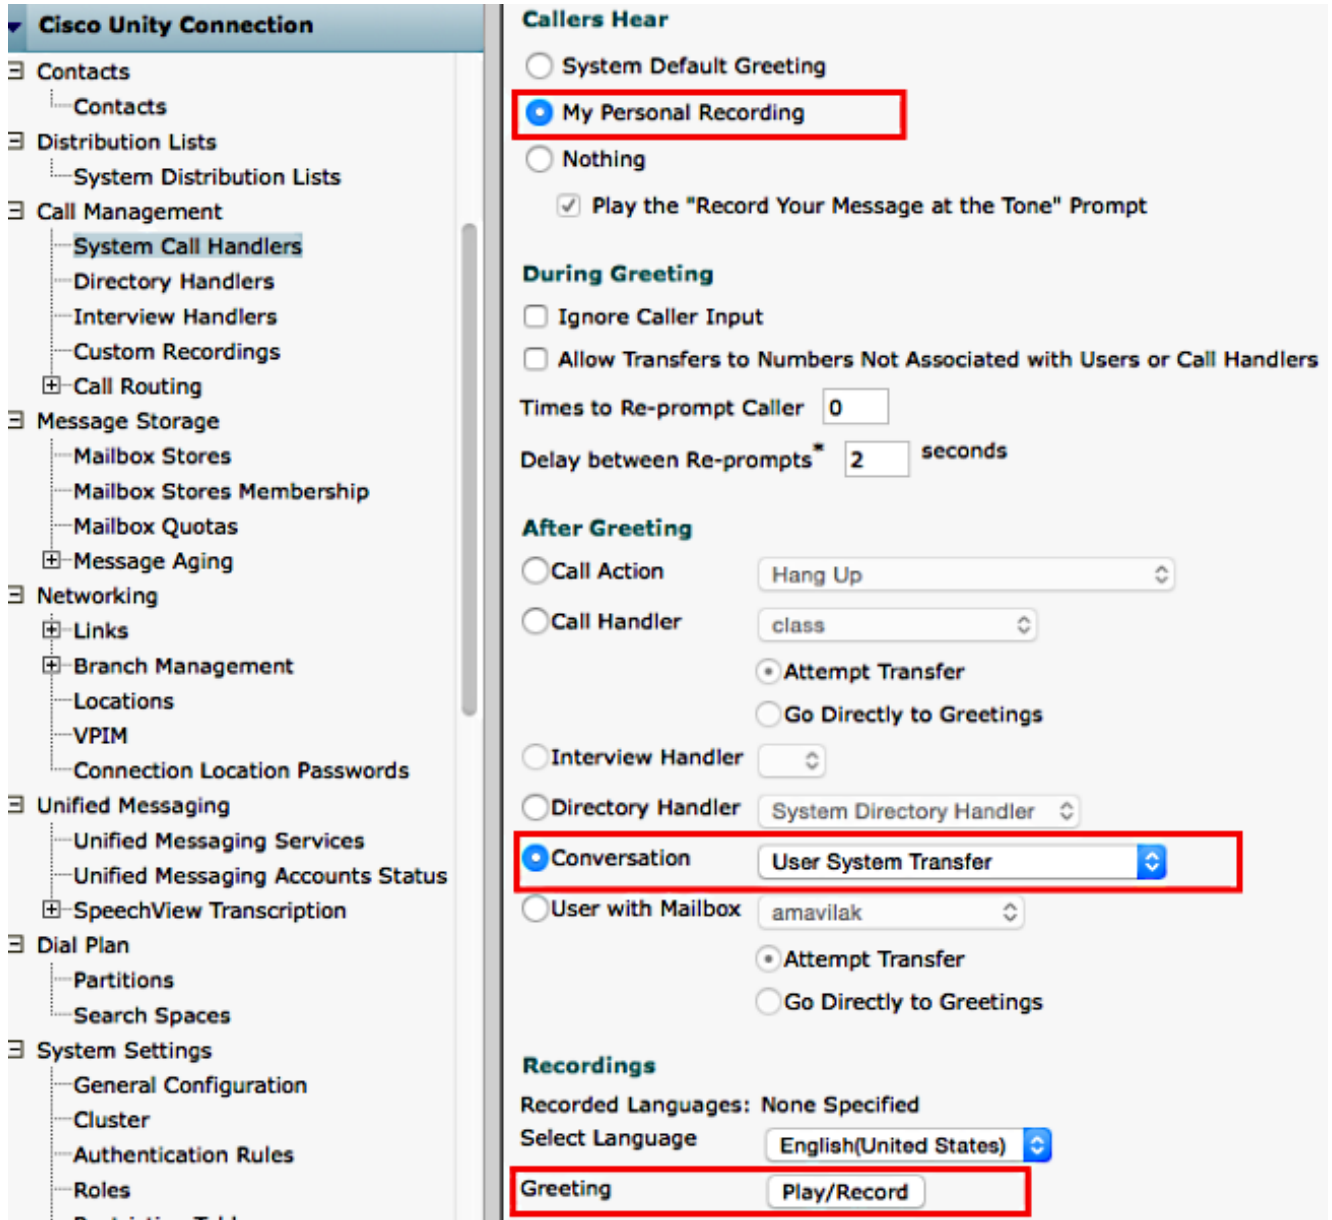 Cisco Unity Connection
Contacts
Contacts
Distribution Lists
System Distribution Lists
Call Management
System Call Handlers
Directory Handlers
Interview Handlers
Custom Recordings
Call Routing
Message Storage
Mailbox Stores
Mailbox Stores Membership
Mailbox Quotas
Message Aging
Networking
Links
Branch Management
Locations
VPIM
Connection Location Passwords
Unified Messaging
Unified Messaging Services
Unified Messaging Accounts Status
SpeechView Transcription
Dial Plan
Partitions
Search Spaces
System Settings
General Configuration
Cluster
Authentication Rules
Roles
Callers Hear
System Default Greeting
My Personal Recording
Nothing
Play the "Record Your Message at the Tone" Prompt
During Greeting
Ignore Caller Input
Allow Transfers to Numbers Not Associated with Users or Call Handlers
Times to Re-prompt Caller 0
Delay between Re-prompts* 2 seconds
After Greeting
Call Action Hang Up
Call Handler class
Attempt Transfer
Go Directly to Greetings
Interview Handler
Directory Handler System Directory Handler
Conversation User System Transfer
User with Mailbox amavilak
Attempt Transfer
Go Directly to Greetings
Recordings
Recorded Languages: None Specified
Select Language English(United States)
Greeting Play/Record